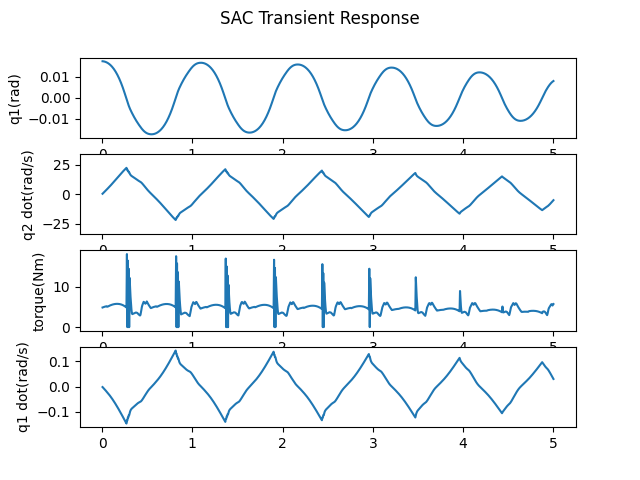 SAC Transient Response
q1(rad)
0.01
0.00
−0.01
0 1 2 3 4 5
q2 dot(rad/s)
25
0
−25
0 1 2 3 4 5
torque(Nm)
10
0
0 1 2 3 4 5
q1 dot(rad/s)
0.1
0.0
−0.1
0 1 2 3 4 5